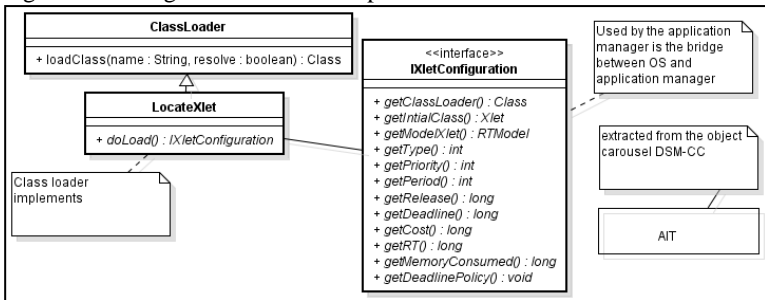 ClassLoader
+ loadClass(name : String, resolve : boolean) : Class
LocateXlet
+ doLoad() : IXletConfiguration
Class loader
implements
<<interface>>
IXletConfiguration
+ getClassLoader() : Class
+ getIntialClass() : Xlet
+ getModelXlet() : RTModel
+ getType() : int
+ getPriority() : int
+ getPeriod() : int
+ getRelease() : long
+ getDeadline() : long
+ getCost() : long
+ getRT() : long
+ getMemoryConsumed() : long
+ getDeadlinePolicy() : void
Used by the application
manager is the bridge
between OS and
application manager
extracted from the object
carousel DSM-CC
AIT